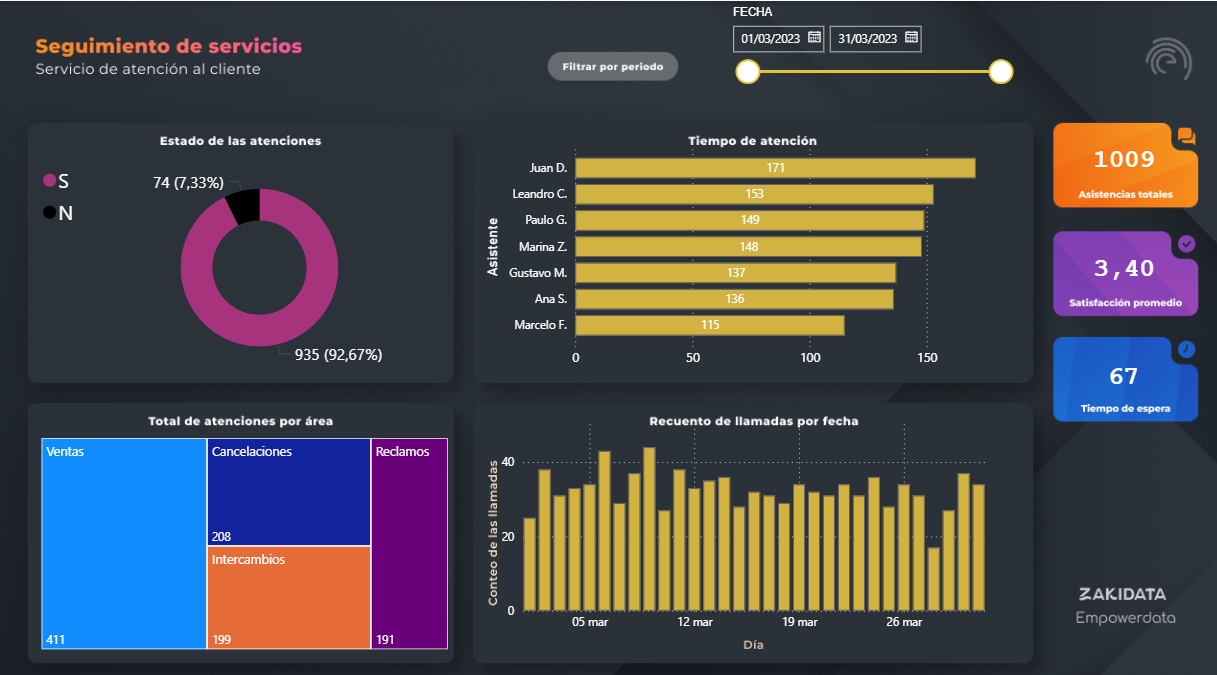 FECHA
01/03/2023 31/03/2023
Seguimiento de servicios
Servicio de atención al cliente
Filtrar por periodo
Estado de las atenciones
S
N
74 (7,33%)
935 (92,67%)
Tiempo de atención
Asistente
Juan D. 171
Leandro C. 153
Paulo G. 149
Marina Z. 148
Gustavo M. 137
Ana S. 136
Marcelo F. 115
0 50 100 150
1009
Asistencias totales
3,40
Satisfacción promedio
67
Tiempo de espera
Total de atenciones por área
Ventas
411
Cancelaciones
208
Intercambios
199
Reclamos
191
Recuento de llamadas por fecha
Conteo de las llamadas
40
20
0
05 mar 12 mar 19 mar 26 mar
Día
ZAKIDATA
Empowerdata